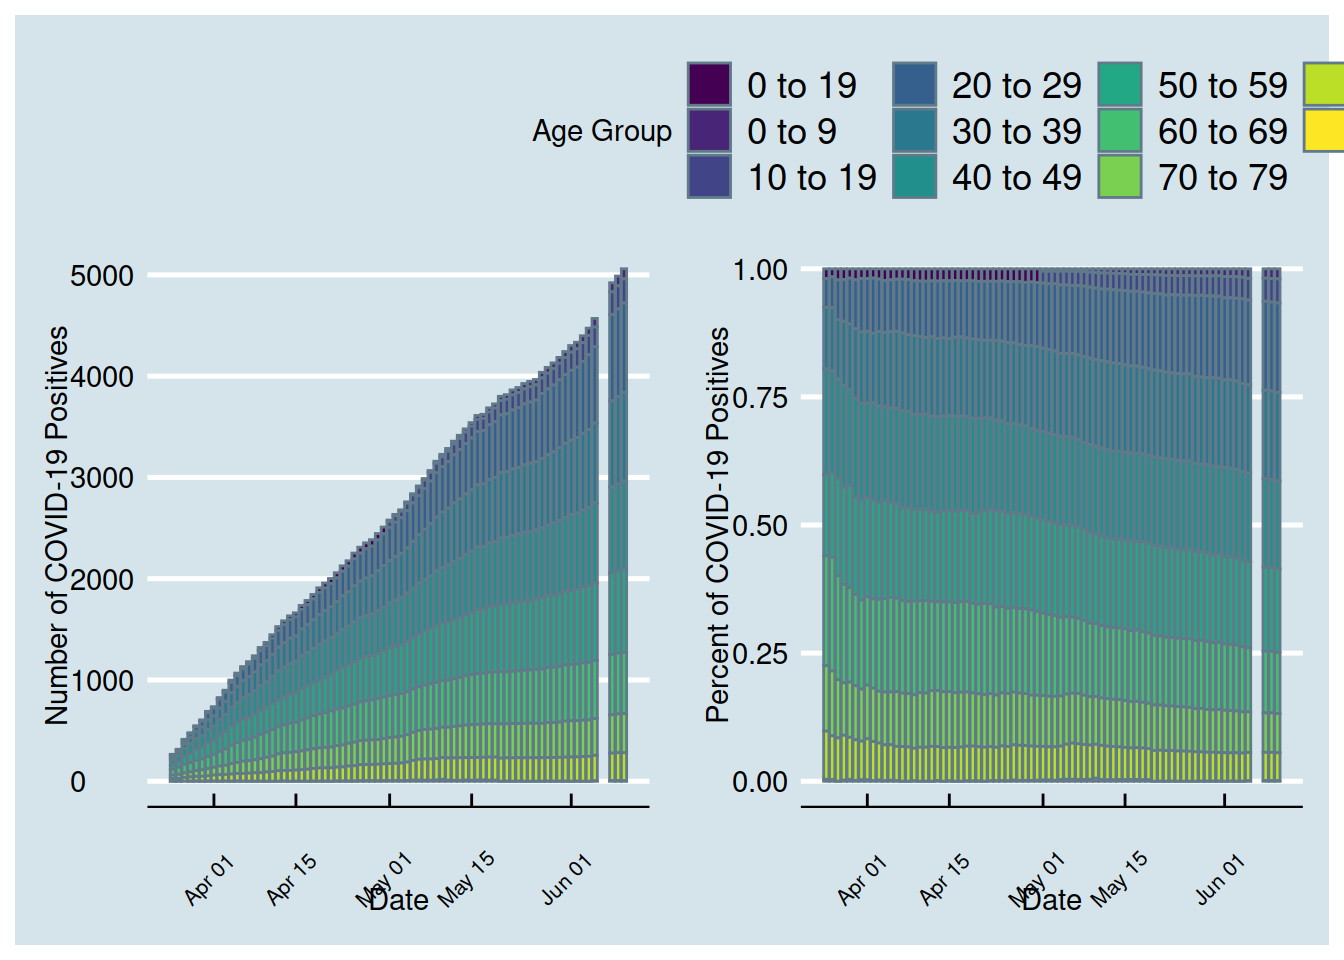 0 to 19 20 to 29 50 to 59
Age Group 0 to 9 30 to 39 60 to 69
10 to 19 40 to 49 70 to 79
Number of COVID-19 Positives
5000
4000
3000
2000
1000
0
Apr 01 Apr 15 May 01 May 15 Jun 01
Date
Percent of COVID-19 Positives
1.00
0.75
0.50
0.25
0.00
Apr 01 Apr 15 May 01 May 15 Jun 01
Date